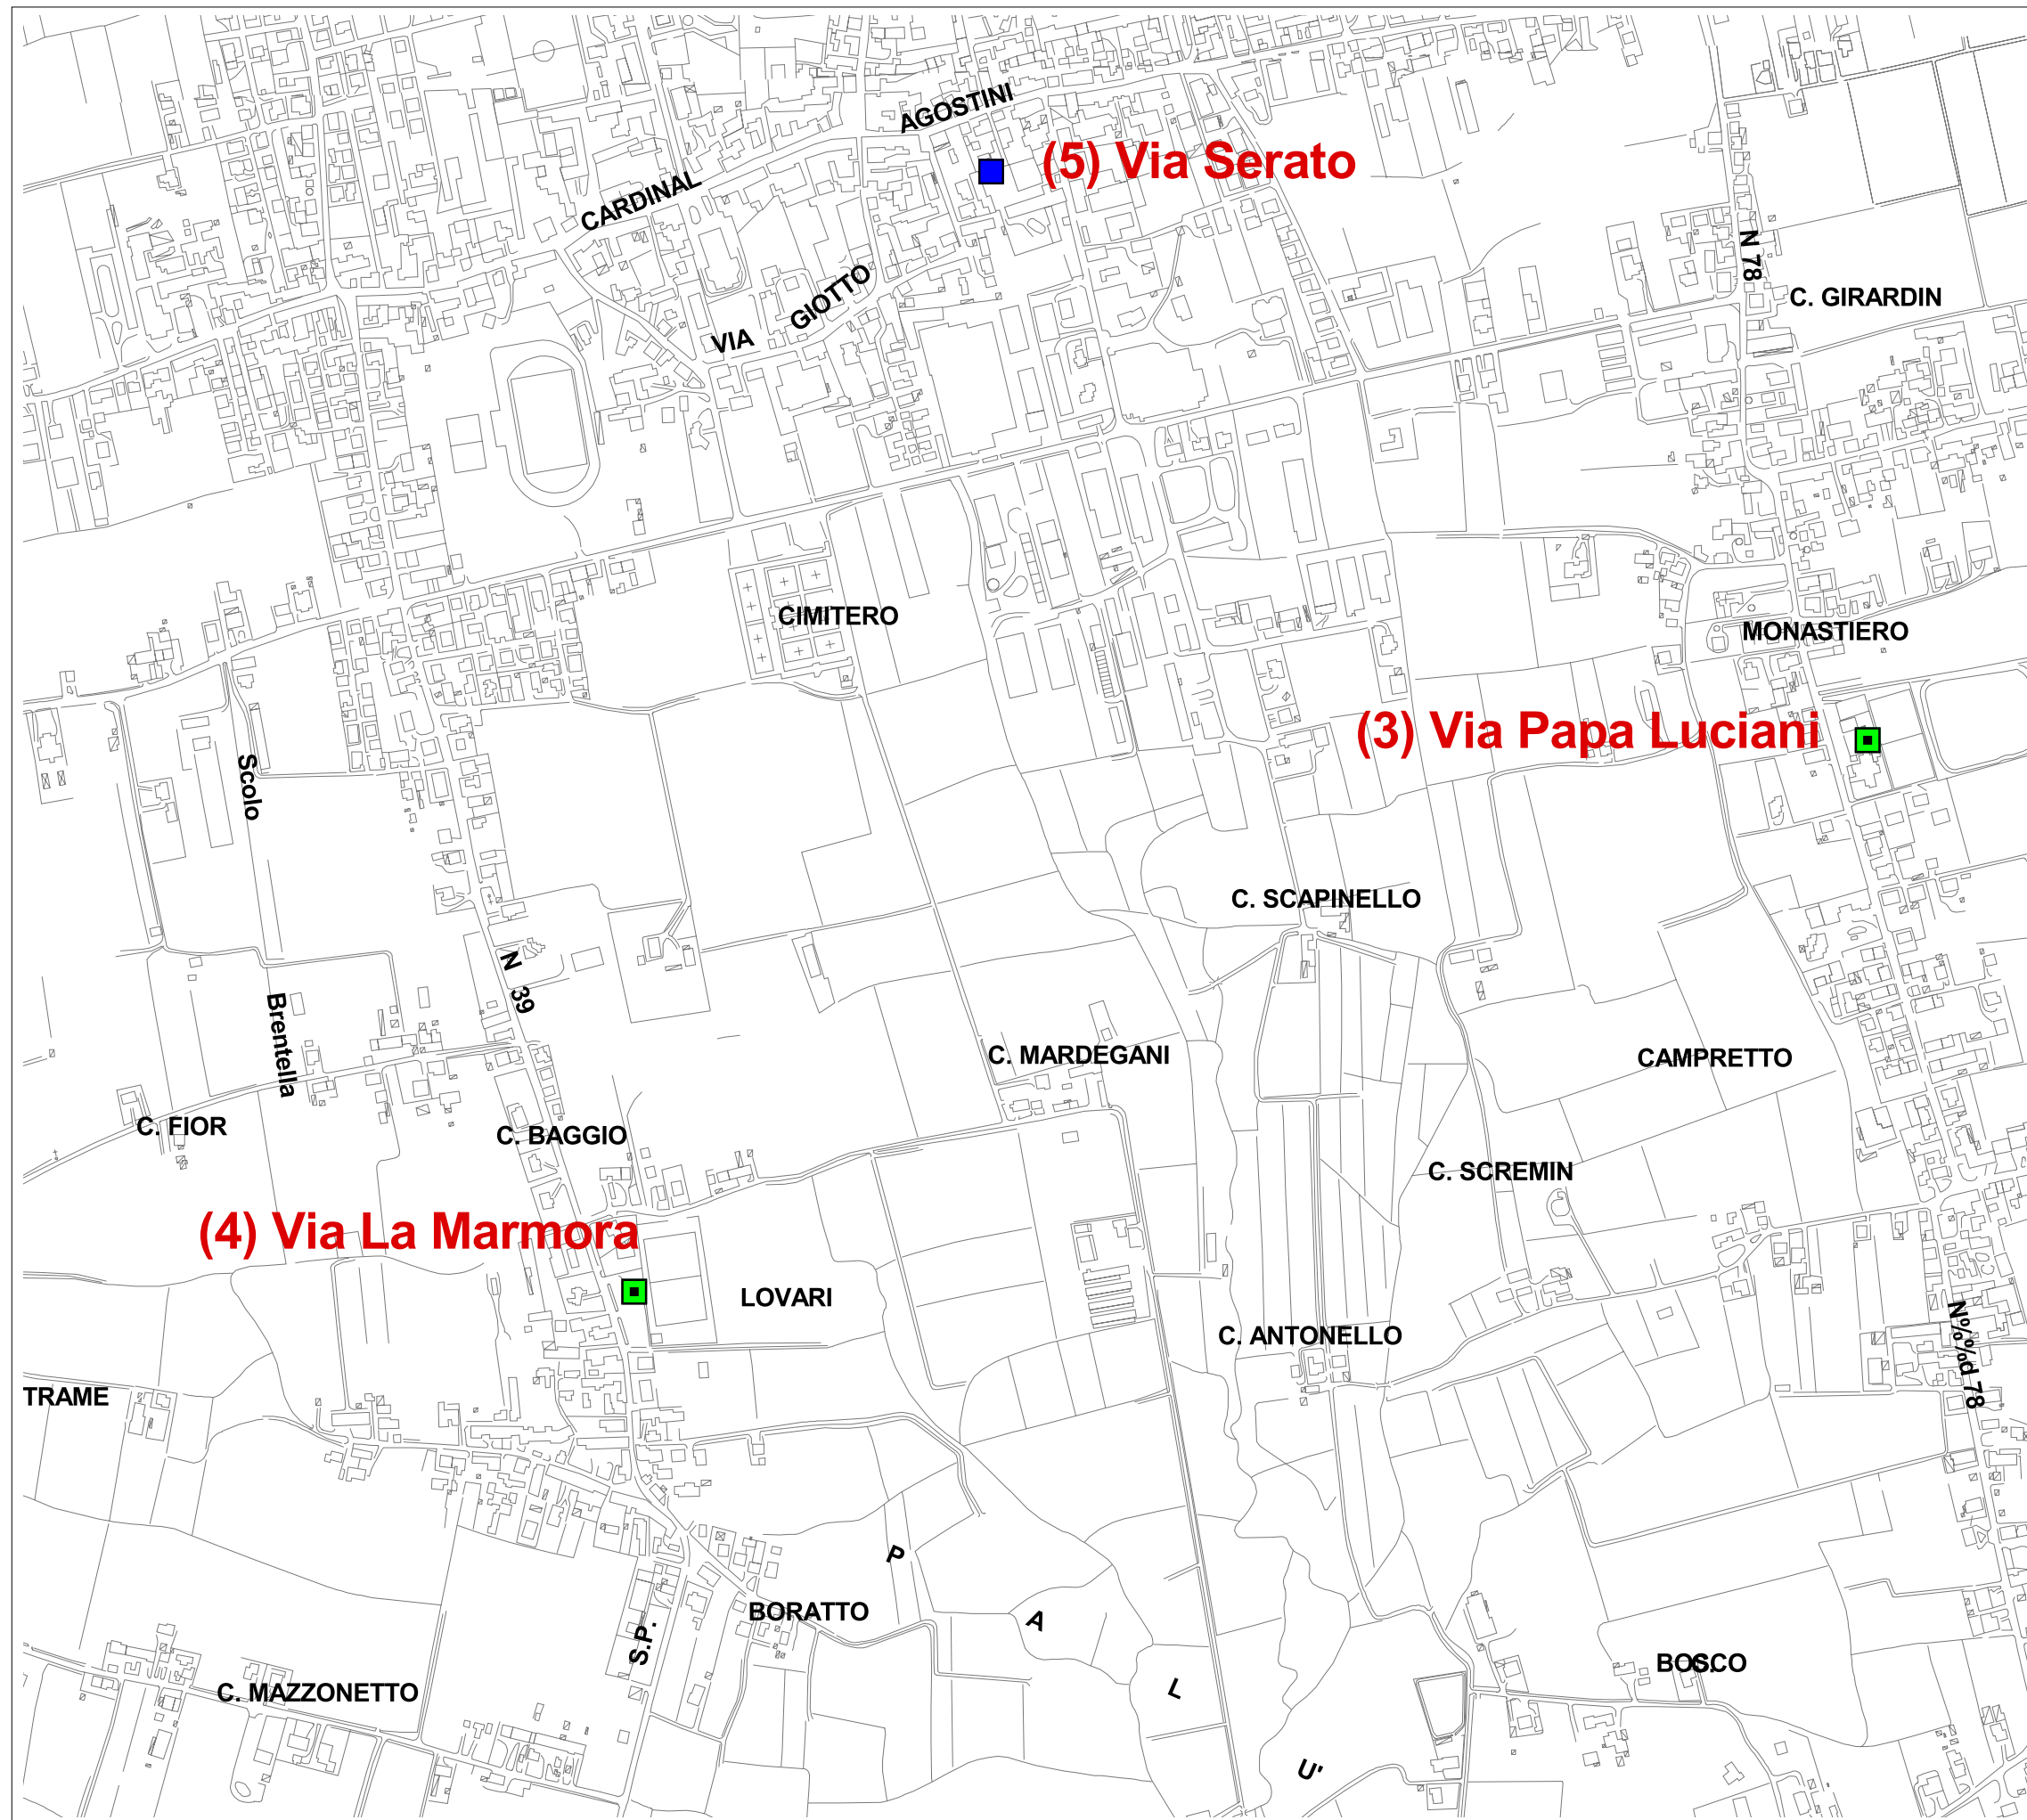 AGOSTINI
(5) Via Serato
CARDINAL
N 78
GIOTTO
C. GIRARDIN
VIA
CIMITERO
MONASTIERO
(3) Via Papa Luciani
Scolo
C. SCAPINELLO
N 39
Brentella
C. MARDEGANI
CAMPRETTO
C. FIOR
C. BAGGIO
C. SCREMIN
(4) Via La Marmora
LOVARI
C. ANTONELLO
N%%d 78
TRAME
P
A
L
U'
BORATTO
S.P.
BOSCO
C. MAZZONETTO